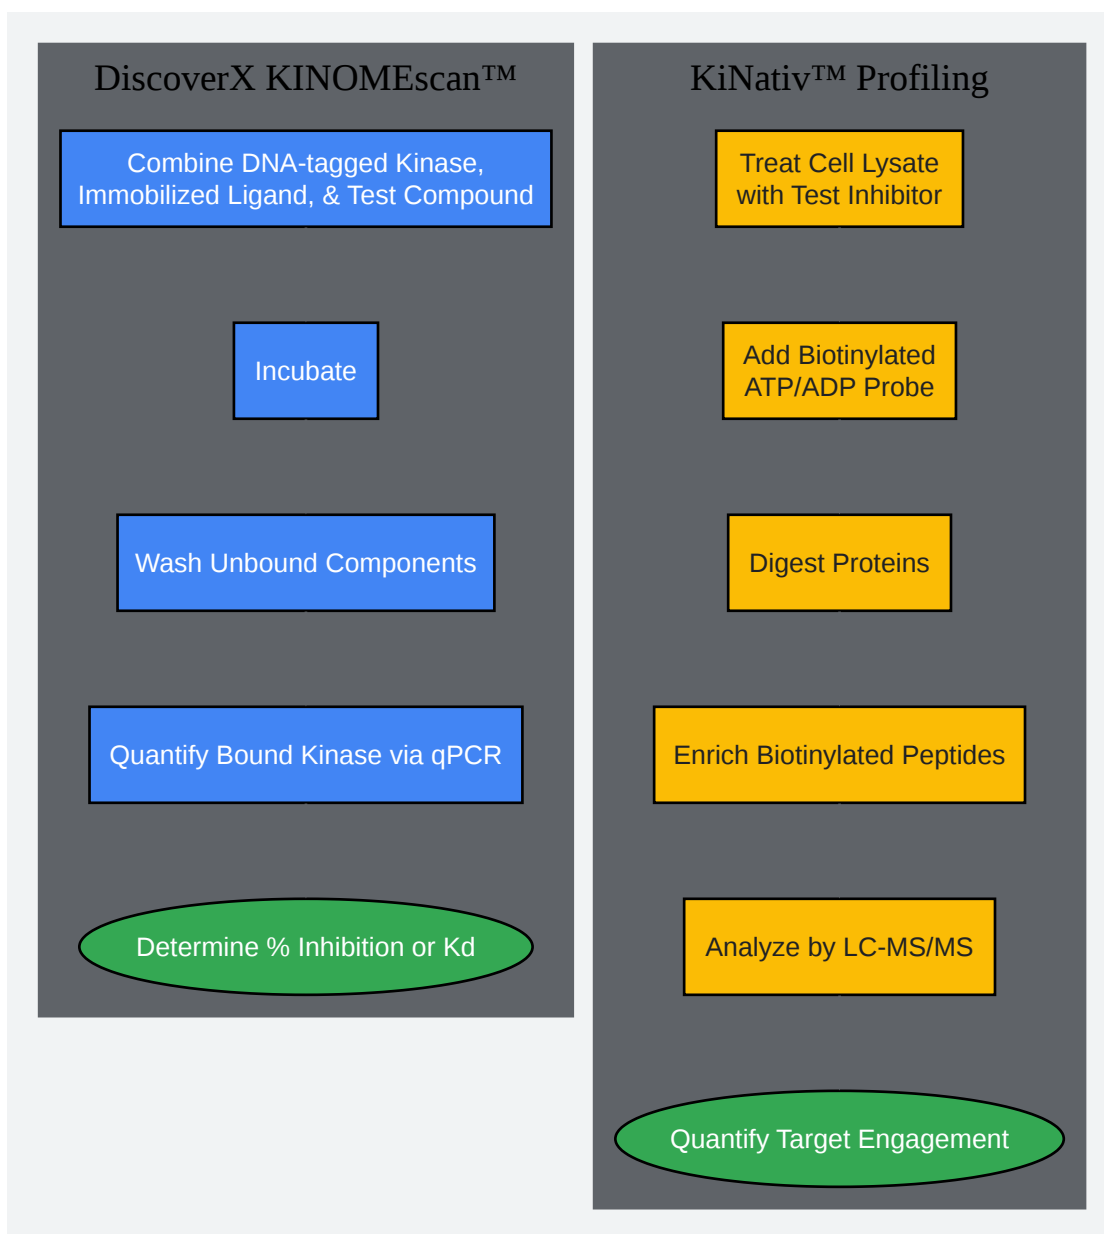 DiscoverX KINOMEscan™
Combine DNA-tagged Kinase,
Immobilized Ligand, & Test Compound
Incubate
Wash Unbound Components
Quantify Bound Kinase via qPCR
Determine % Inhibition or Kd
KiNativ™ Profiling
Treat Cell Lysate
with Test Inhibitor
Add Biotinylated
ATP/ADP Probe
Digest Proteins
Enrich Biotinylated Peptides
Analyze by LC-MS/MS
Quantify Target Engagement